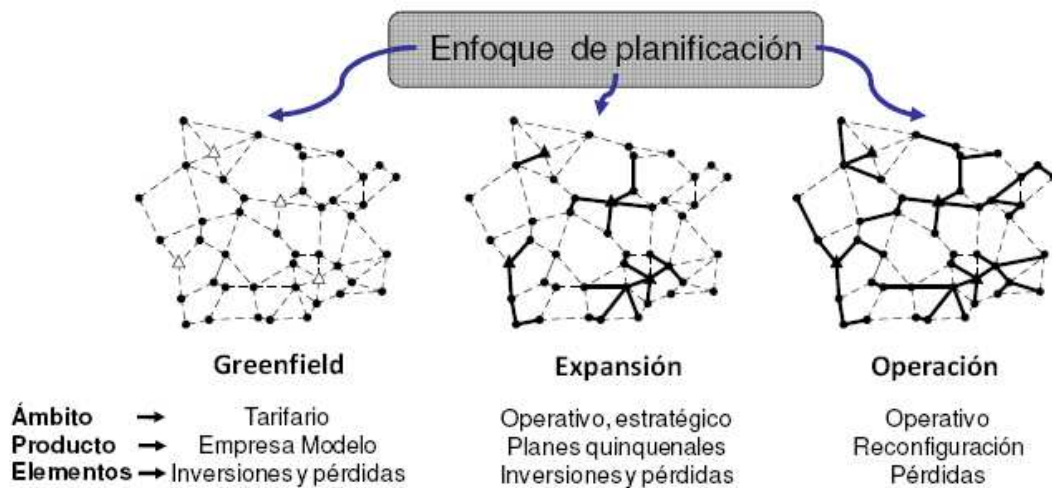 Enfoque de planificación
Greenfield Expansión Operación
Ámbito Tarifario Operativo, estratégico Operativo
Producto Empresa Modelo Planes quinquenales Reconfiguración
Elementos Inversiones y pérdidas Inversiones y pérdidas Pérdidas